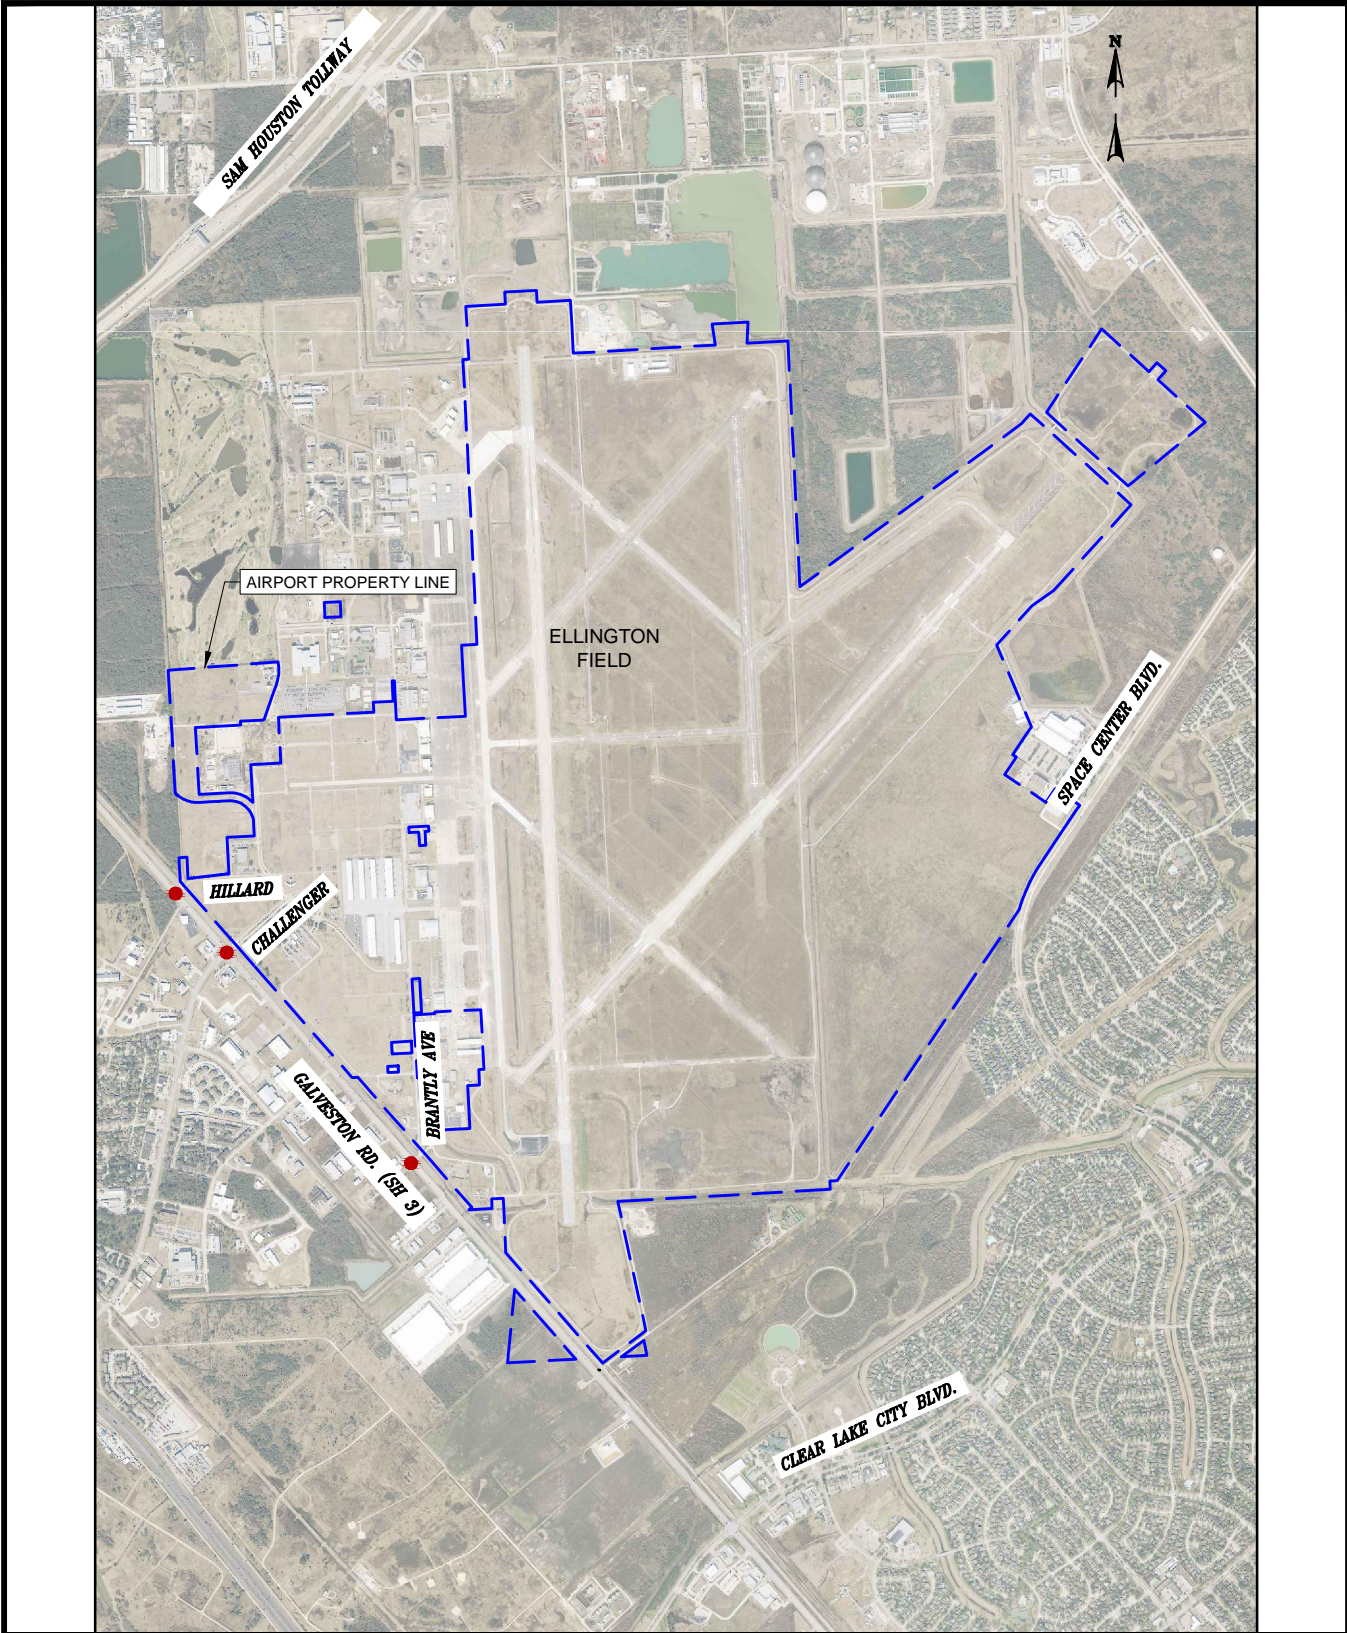 N
SAM HOUSTON TOLLWAY
AIRPORT PROPERTY LINE
ELLINGTON
FIELD
SPACE CENTER BLVD.
HILLARD
CHALLENGER
BRANTLY AVE
GALVESTON RD. (SH 3)
CLEAR LAKE CITY BLVD.